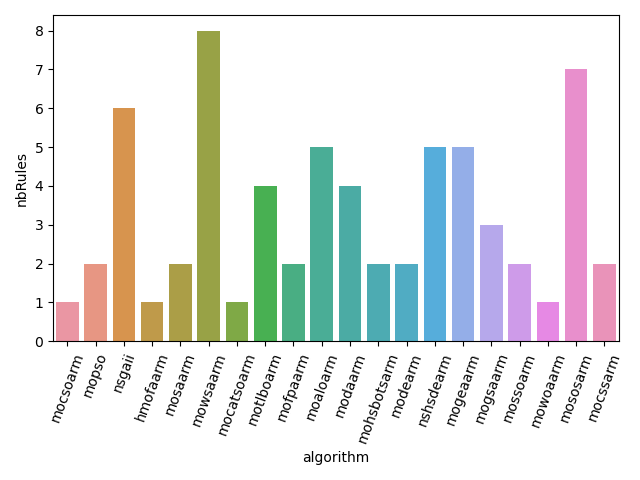 nbRules
8
7
6
5
4
3
2
1
0
mocsoarm
mopso
nsgaii
hmofaarm
mosaarm
mowsaarm
mocatsoarm
motlboarm
mofpaarm
moaloarm
modaarm
mohsbotsarm
modearm
nshsdearm
mogeaarm
mogsaarm
mossoarm
mowoaarm
mososarm
mocssarm
algorithm